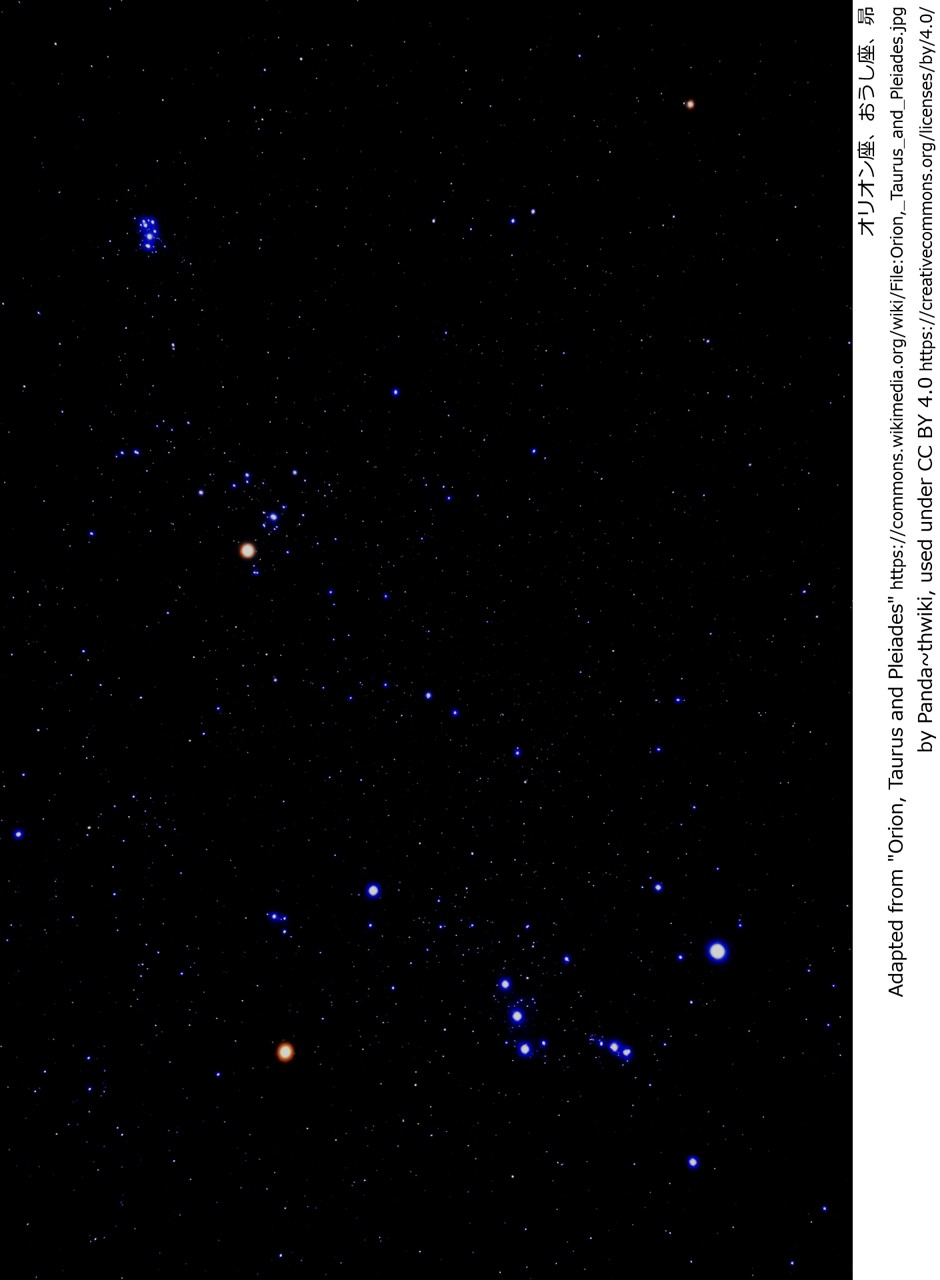 オリオン座、おうし座、昴
Adapted from "Orion, Taurus and Pleiades" https://commons.wikimedia.org/wiki/File:Orion,_Taurus_and_Pleiades.jpg
by Panda~thwiki, used under CC BY 4.0 https://creativecommons.org/licenses/by/4.0/